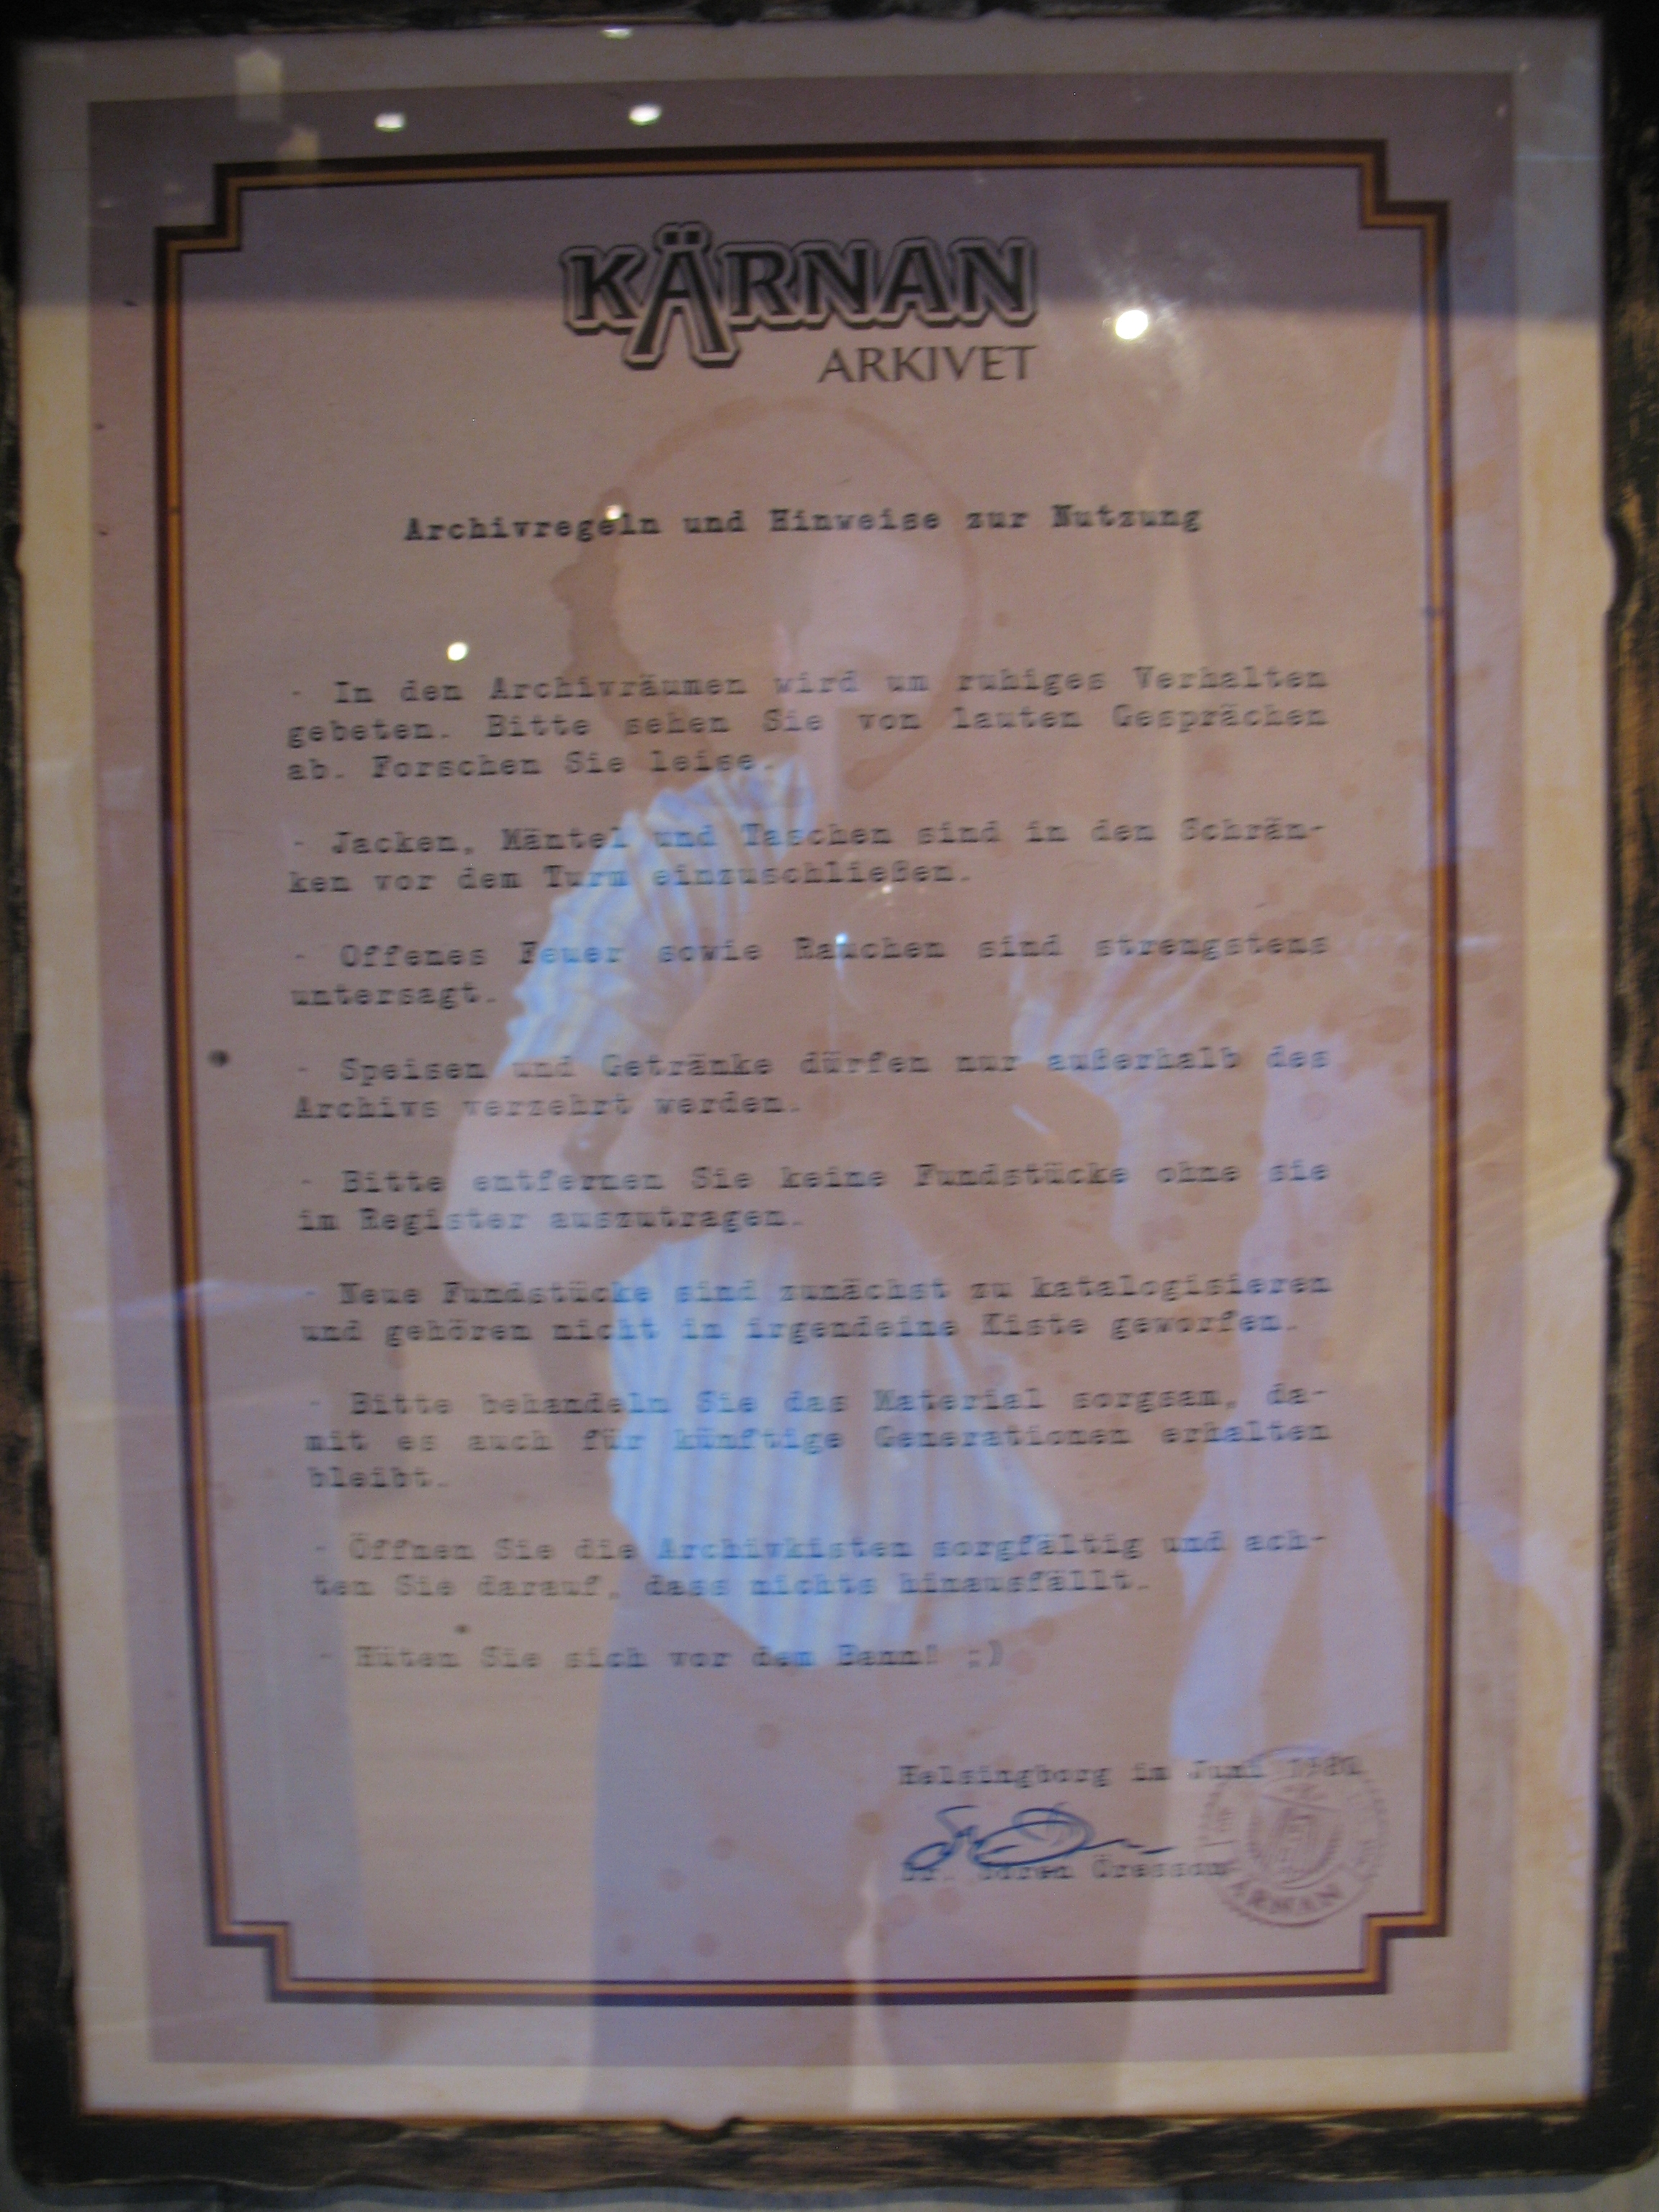 KÄRNAN
ARKIVET
Archivregeln und Hinweise zur Nutzung
- In den Archivräumen wird um ruhiges Verhalten
gebeten. Bitte sehen Sie von lauten Gesprächen
ab. Forschen Sie leise.
- Jacken, Mäntel und Taschen sind in den Schrän-
ken vor dem Turm einzuschließen.
- Offenes Feuer sowie Rauchen sind strengstens
untersagt.
- Speisen und Getränke dürfen nur außerhalb des
Archivs verzehrt werden.
- Bitte entfernen Sie keine Fundstücke ohne sie
im Register auszutragen.
- Neue Fundstücke sind zunächst zu katalogisieren
und gehören nicht in irgendeine Kiste geworfen.
- Bitte behandeln Sie das Material sorgsam, da-
mit es auch für künftige Generationen erhalten
bleibt.
- Öffnen Sie die Archivkisten sorgfältig und ach-
ten Sie darauf, dass nichts hinausfällt.
- Hüten Sie sich vor dem Bann! ;)
Helsingborg im Juni
Dr. Sören Öresson
KÄRNAN